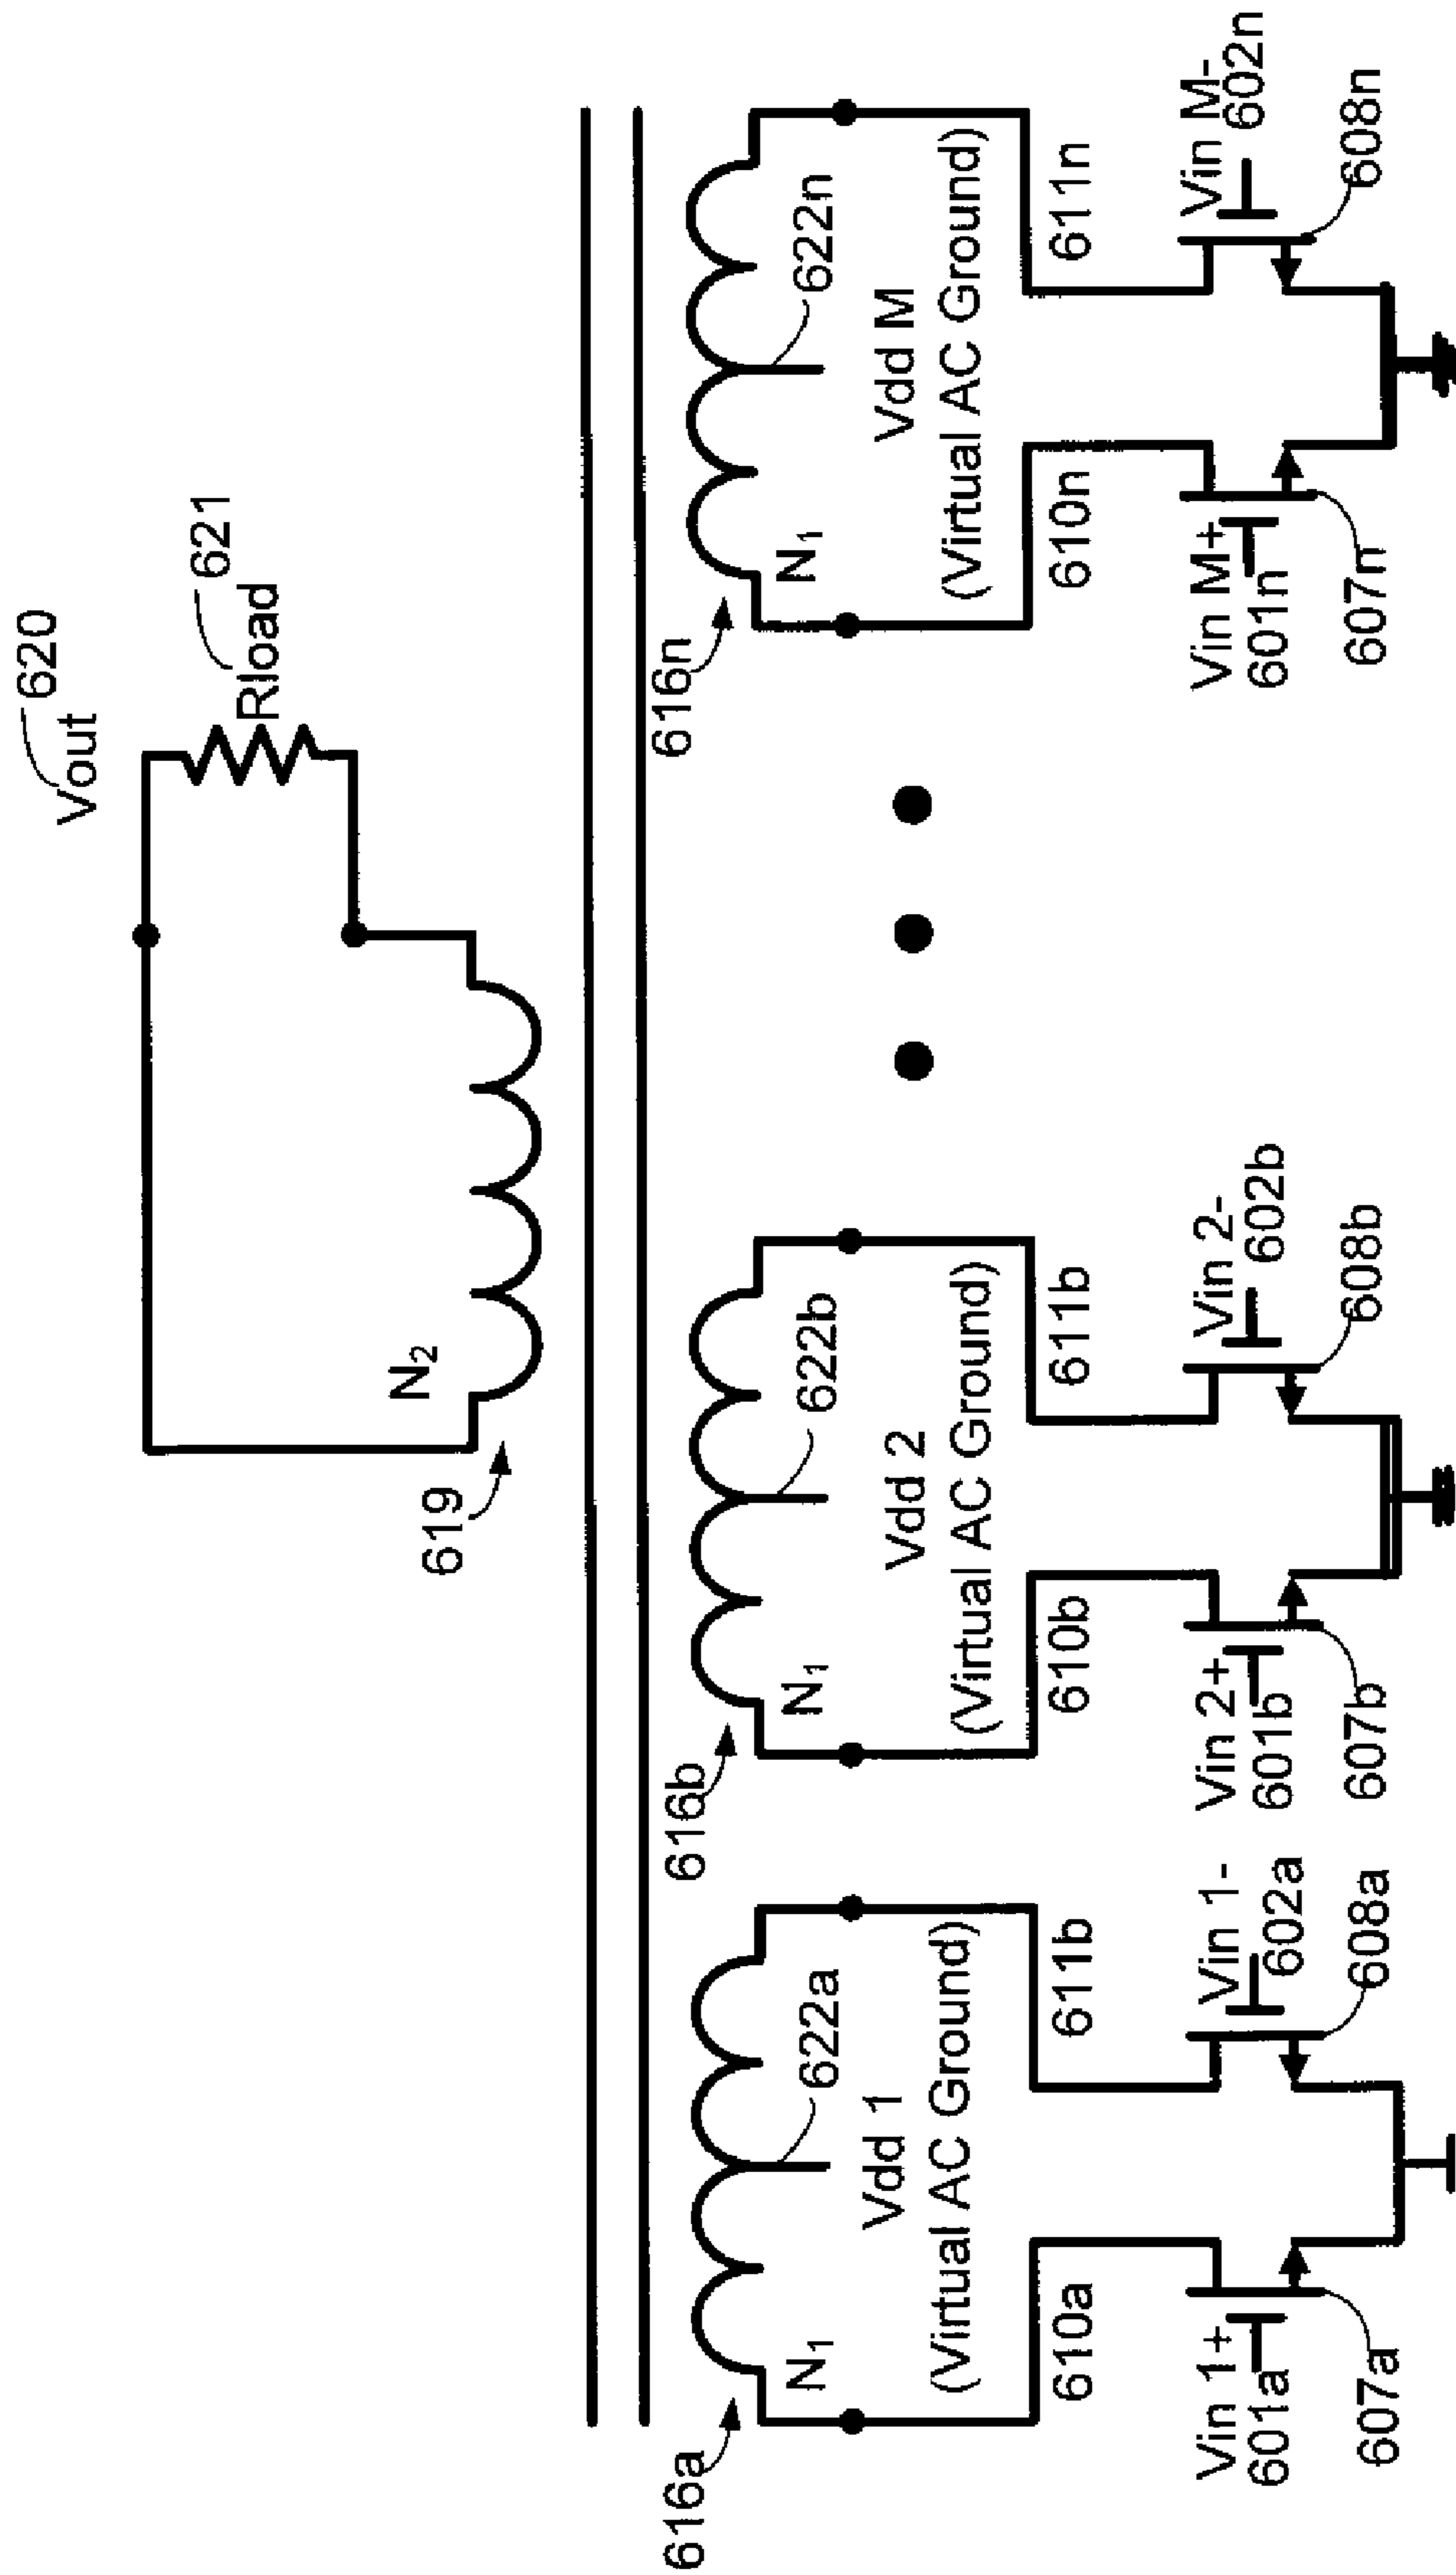 Vout
620
621
Rload
N₂
619
616a
N₁
622a
Vdd 1
(Virtual AC Ground)
610a
611b
Vin 1+
601a
607a
Vin 1-
602a
608a
616b
N₁
622b
Vdd 2
(Virtual AC Ground)
610b
611b
Vin 2+
601b
607b
Vin 2-
602b
608b
616n
N₁
622n
Vdd M
(Virtual AC Ground)
610n
611n
Vin M+
601n
607n
Vin M-
602n
608n